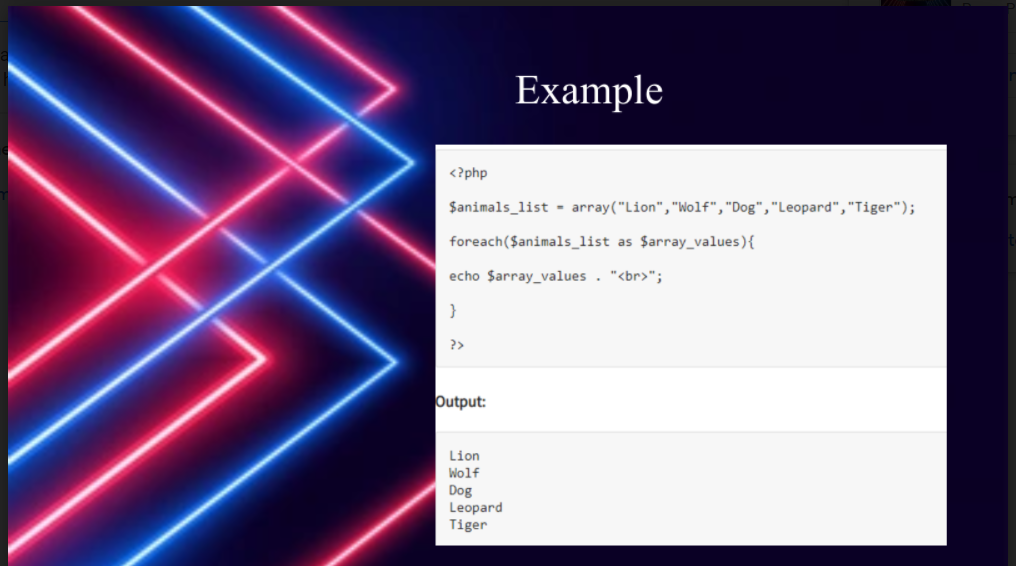 Example
<?php
$animals_list = array("Lion","Wolf","Dog","Leopard","Tiger");
foreach($animals_list as $array_values){
echo $array_values . "<br>";
}
?>
Output:
Lion
Wolf
Dog
Leopard
Tiger